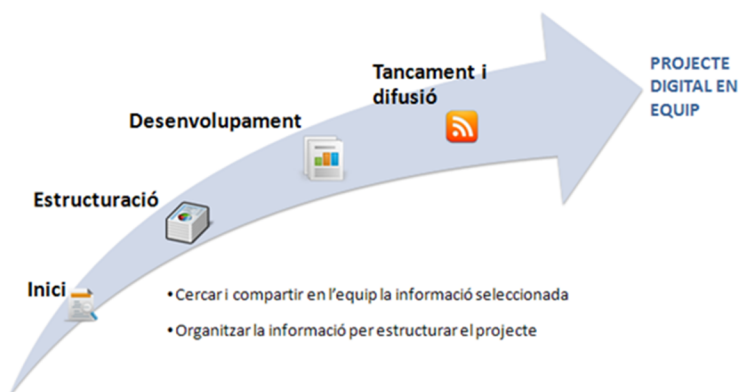 Tancament i
difusió
PROJECTE
DIGITAL EN
EQUIP
Desenvolupament
Estructuració
Inici
•Cercar i compartir en l’equip la informació seleccionada
•Organitzar la informació per estructurar el projecte